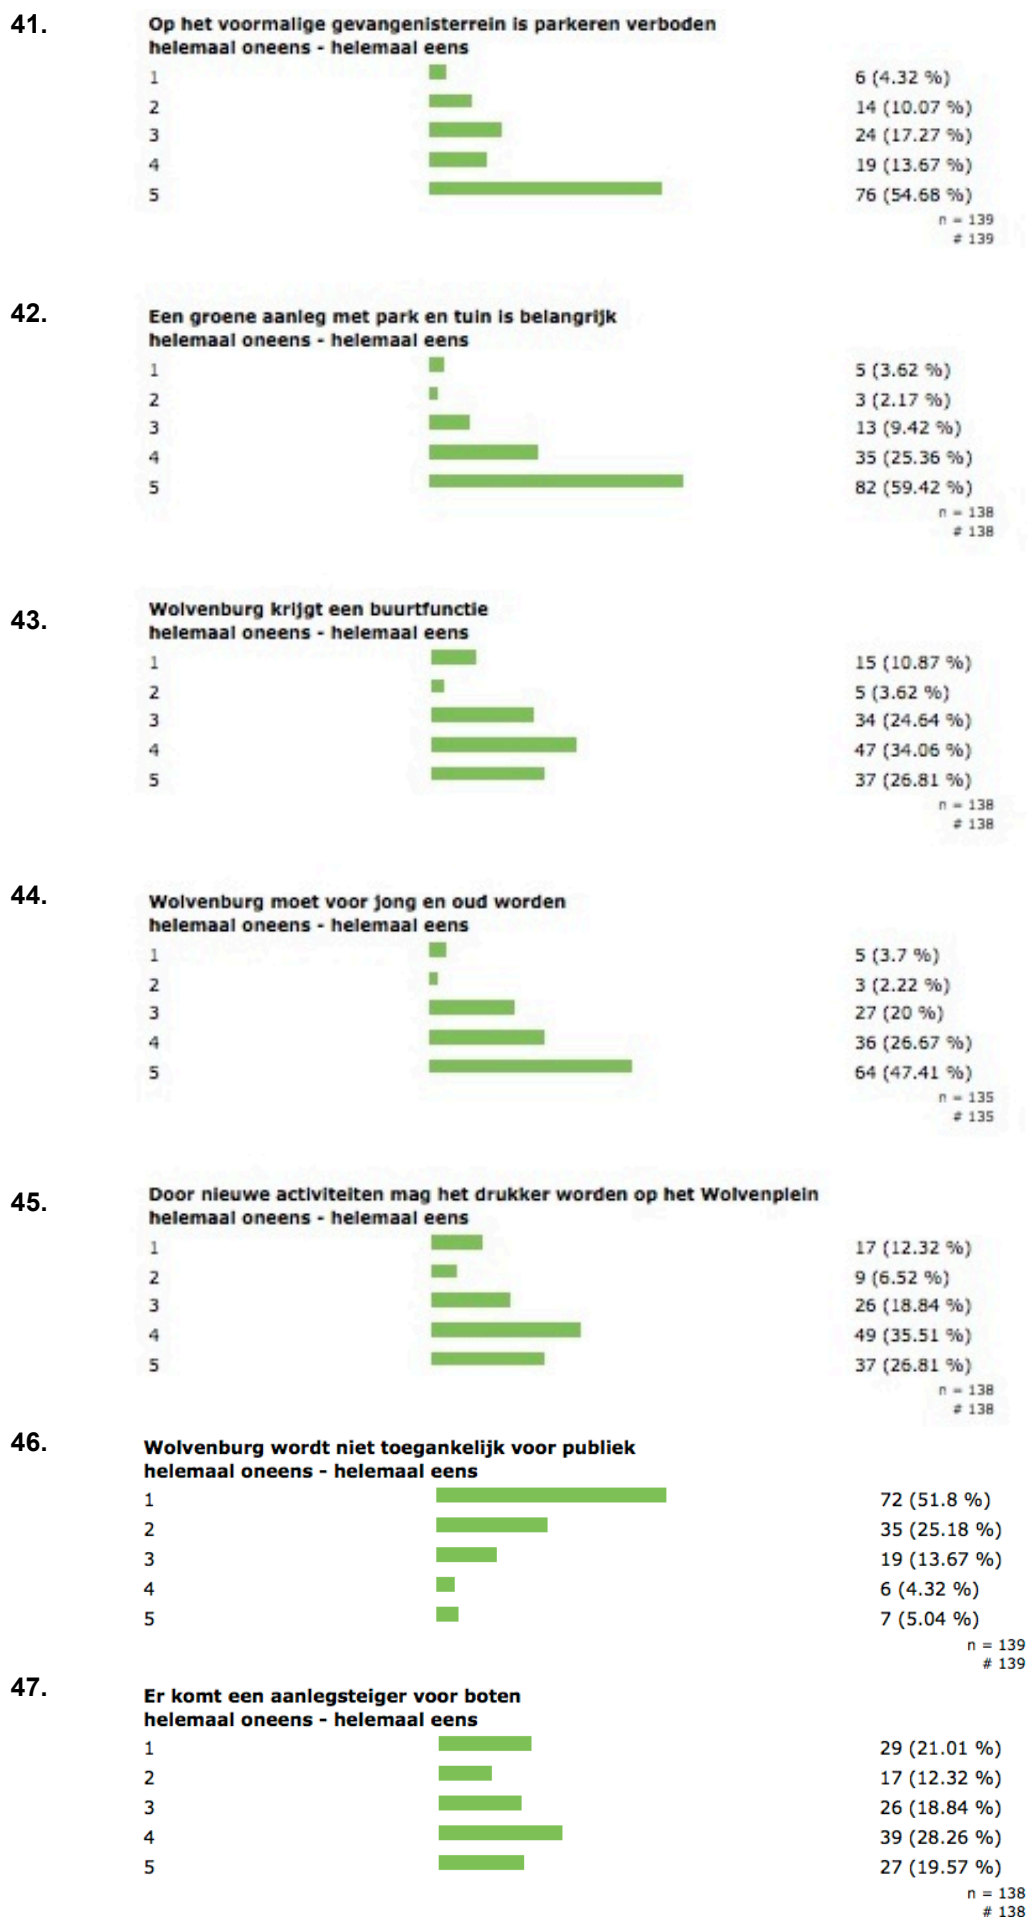 41.
Op het voormalige gevangenisterrein is parkeren verboden
helemaal oneens - helemaal eens
1 6 (4.32 %)
2 14 (10.07 %)
3 24 (17.27 %)
4 19 (13.67 %)
5 76 (54.68 %)
n = 139
# 139
42.
Een groene aanleg met park en tuin is belangrijk
helemaal oneens - helemaal eens
1 5 (3.62 %)
2 3 (2.17 %)
3 13 (9.42 %)
4 35 (25.36 %)
5 82 (59.42 %)
n = 138
# 138
43.
Wolvenburg krijgt een buurtfunctie
helemaal oneens - helemaal eens
1 15 (10.87 %)
2 5 (3.62 %)
3 34 (24.64 %)
4 47 (34.06 %)
5 37 (26.81 %)
n = 138
# 138
44.
Wolvenburg moet voor jong en oud worden
helemaal oneens - helemaal eens
1 5 (3.7 %)
2 3 (2.22 %)
3 27 (20 %)
4 36 (26.67 %)
5 64 (47.41 %)
n = 135
# 135
45.
Door nieuwe activiteiten mag het drukker worden op het Wolvenplein
helemaal oneens - helemaal eens
1 17 (12.32 %)
2 9 (6.52 %)
3 26 (18.84 %)
4 49 (35.51 %)
5 37 (26.81 %)
n = 138
# 138
46.
Wolvenburg wordt niet toegankelijk voor publiek
helemaal oneens - helemaal eens
1 72 (51.8 %)
2 35 (25.18 %)
3 19 (13.67 %)
4 6 (4.32 %)
5 7 (5.04 %)
n = 139
# 139
47.
Er komt een aanlegsteiger voor boten
helemaal oneens - helemaal eens
1 29 (21.01 %)
2 17 (12.32 %)
3 26 (18.84 %)
4 39 (28.26 %)
5 27 (19.57 %)
n = 138
# 138